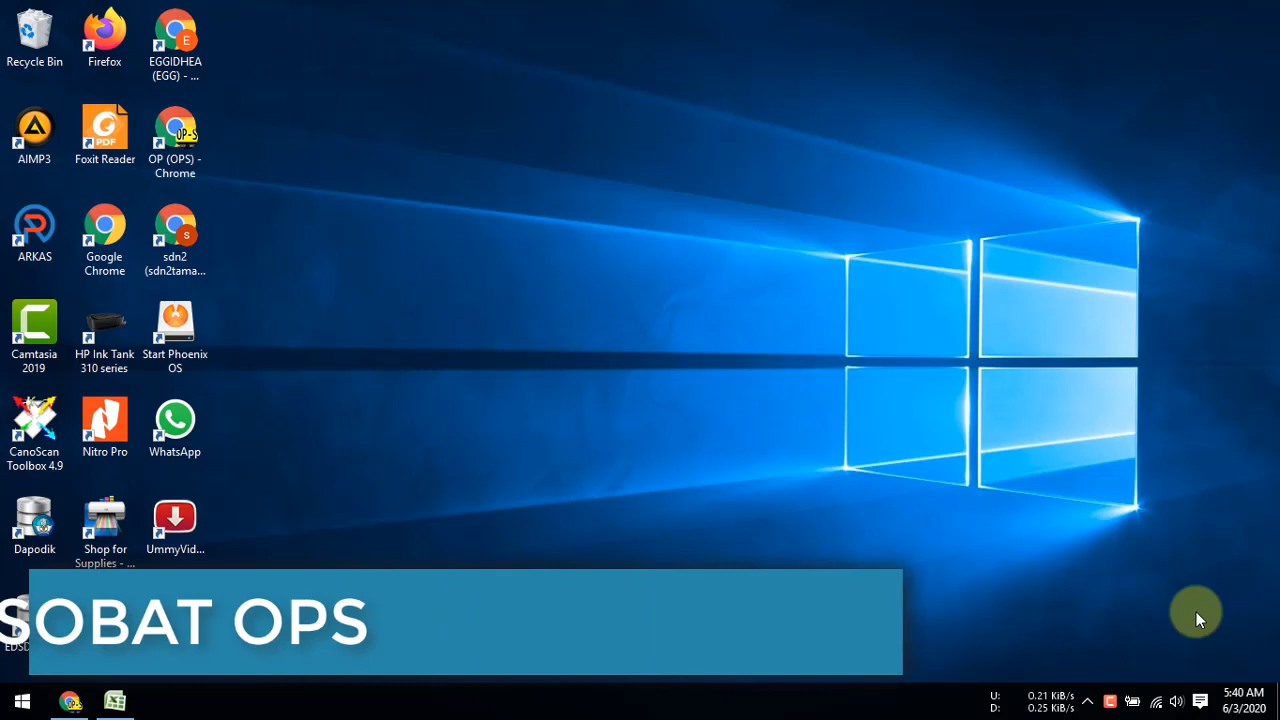 Recycle Bin
Firefox
EGGIDHEA
(EGG) - ...
E
AIMP3
Foxit Reader
PDF
OP (OPS) -
Chrome
OP-S
ARKAS
Google
Chrome
sdn2
(sdn2tama...
s
Camtasia
2019
HP Ink Tank
310 series
Start Phoenix
OS
CanoScan
Toolbox 4.9
Nitro Pro
WhatsApp
Dapodik
Shop for
Supplies - ...
UmmyVid...
SOBAT OPS
U:
D:
0.21 KiB/s
0.25 KiB/s
5:40 AM
6/3/2020